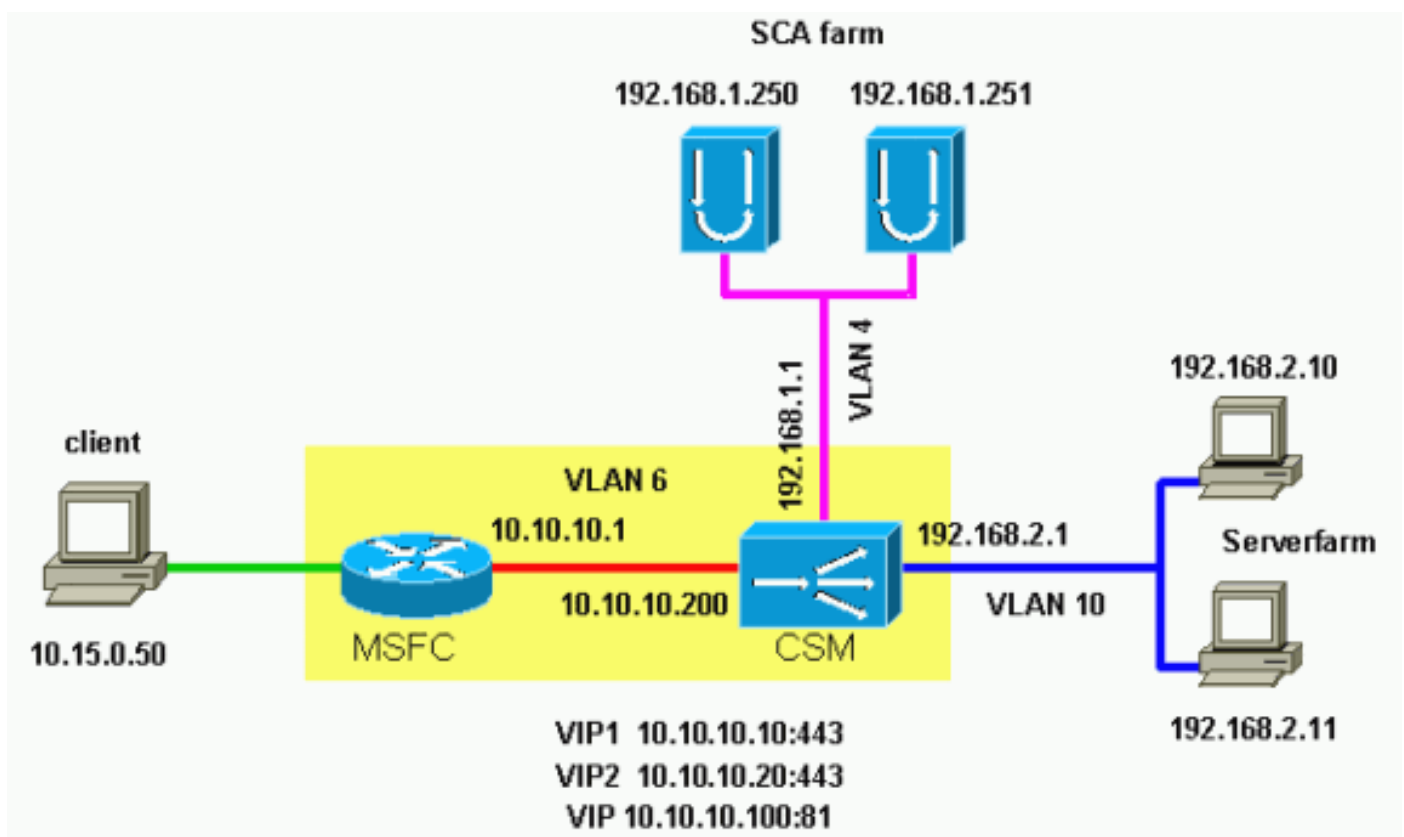 SCA farm
192.168.1.250 192.168.1.251
192.168.1.1
VLAN 4
192.168.2.10
client
VLAN 6
10.10.10.1
192.168.2.1
Serverfarm
10.10.10.200
VLAN 10
10.15.0.50
MSFC
CSM
192.168.2.11
VIP1 10.10.10.10:443
VIP2 10.10.10.20:443
VIP 10.10.10.100:81